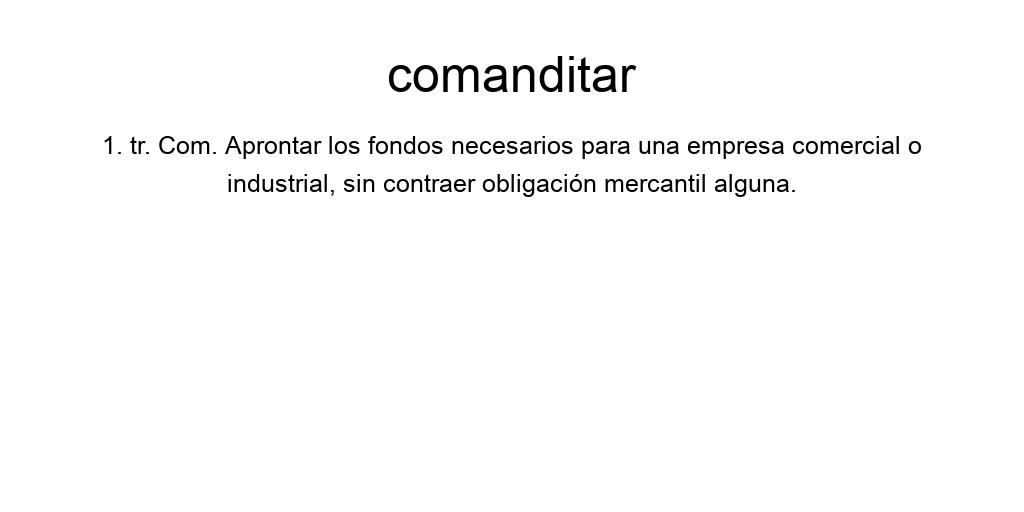 comanditar
1. tr. Com. Aprontar los fondos necesarios para una empresa comercial o
industrial, sin contraer obligación mercantil alguna.